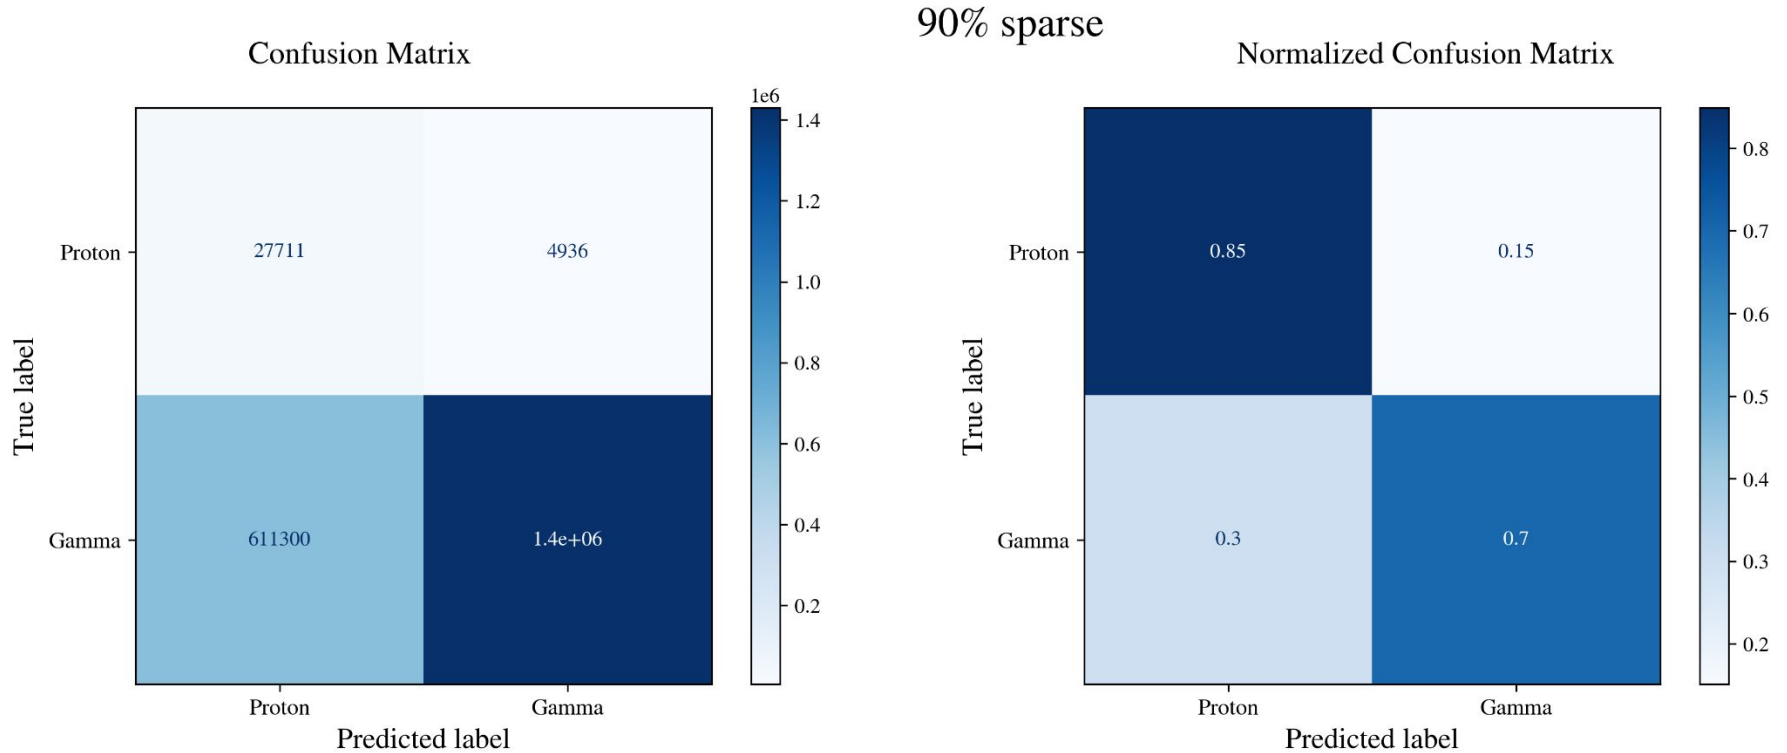 90% sparse
Confusion Matrix
1e6
1.4
1.2
1.0
0.8
0.6
0.4
0.2
Proton
27711
4936
Gamma
611300
1.4e+06
True label
Proton
Gamma
Predicted label
Normalized Confusion Matrix
0.8
0.7
0.6
0.5
0.4
0.3
0.2
Proton
0.85
0.15
Gamma
0.3
0.7
True label
Proton
Gamma
Predicted label